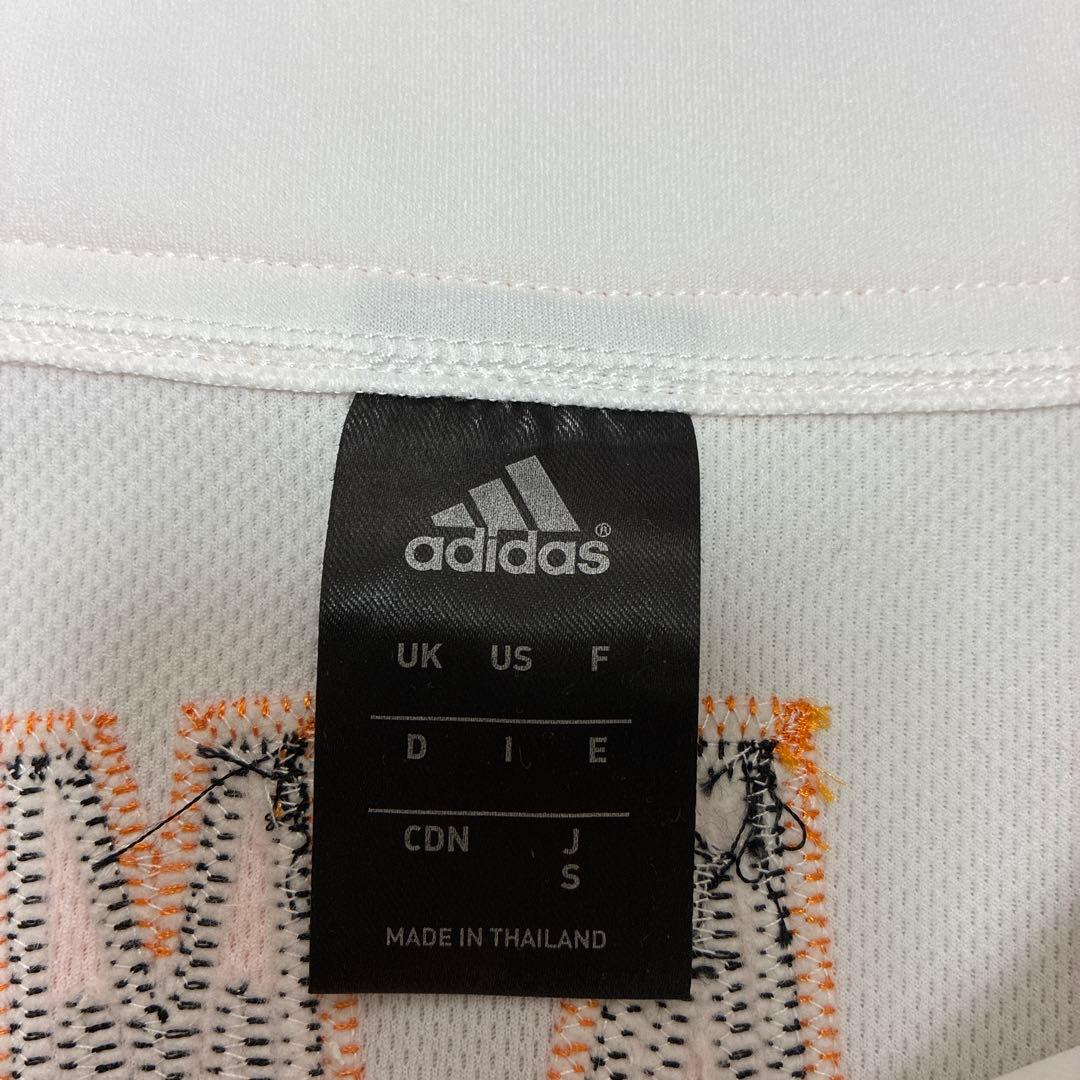 adidas®
UK US F
D I E
CDN J
S
MADE IN THAILAND